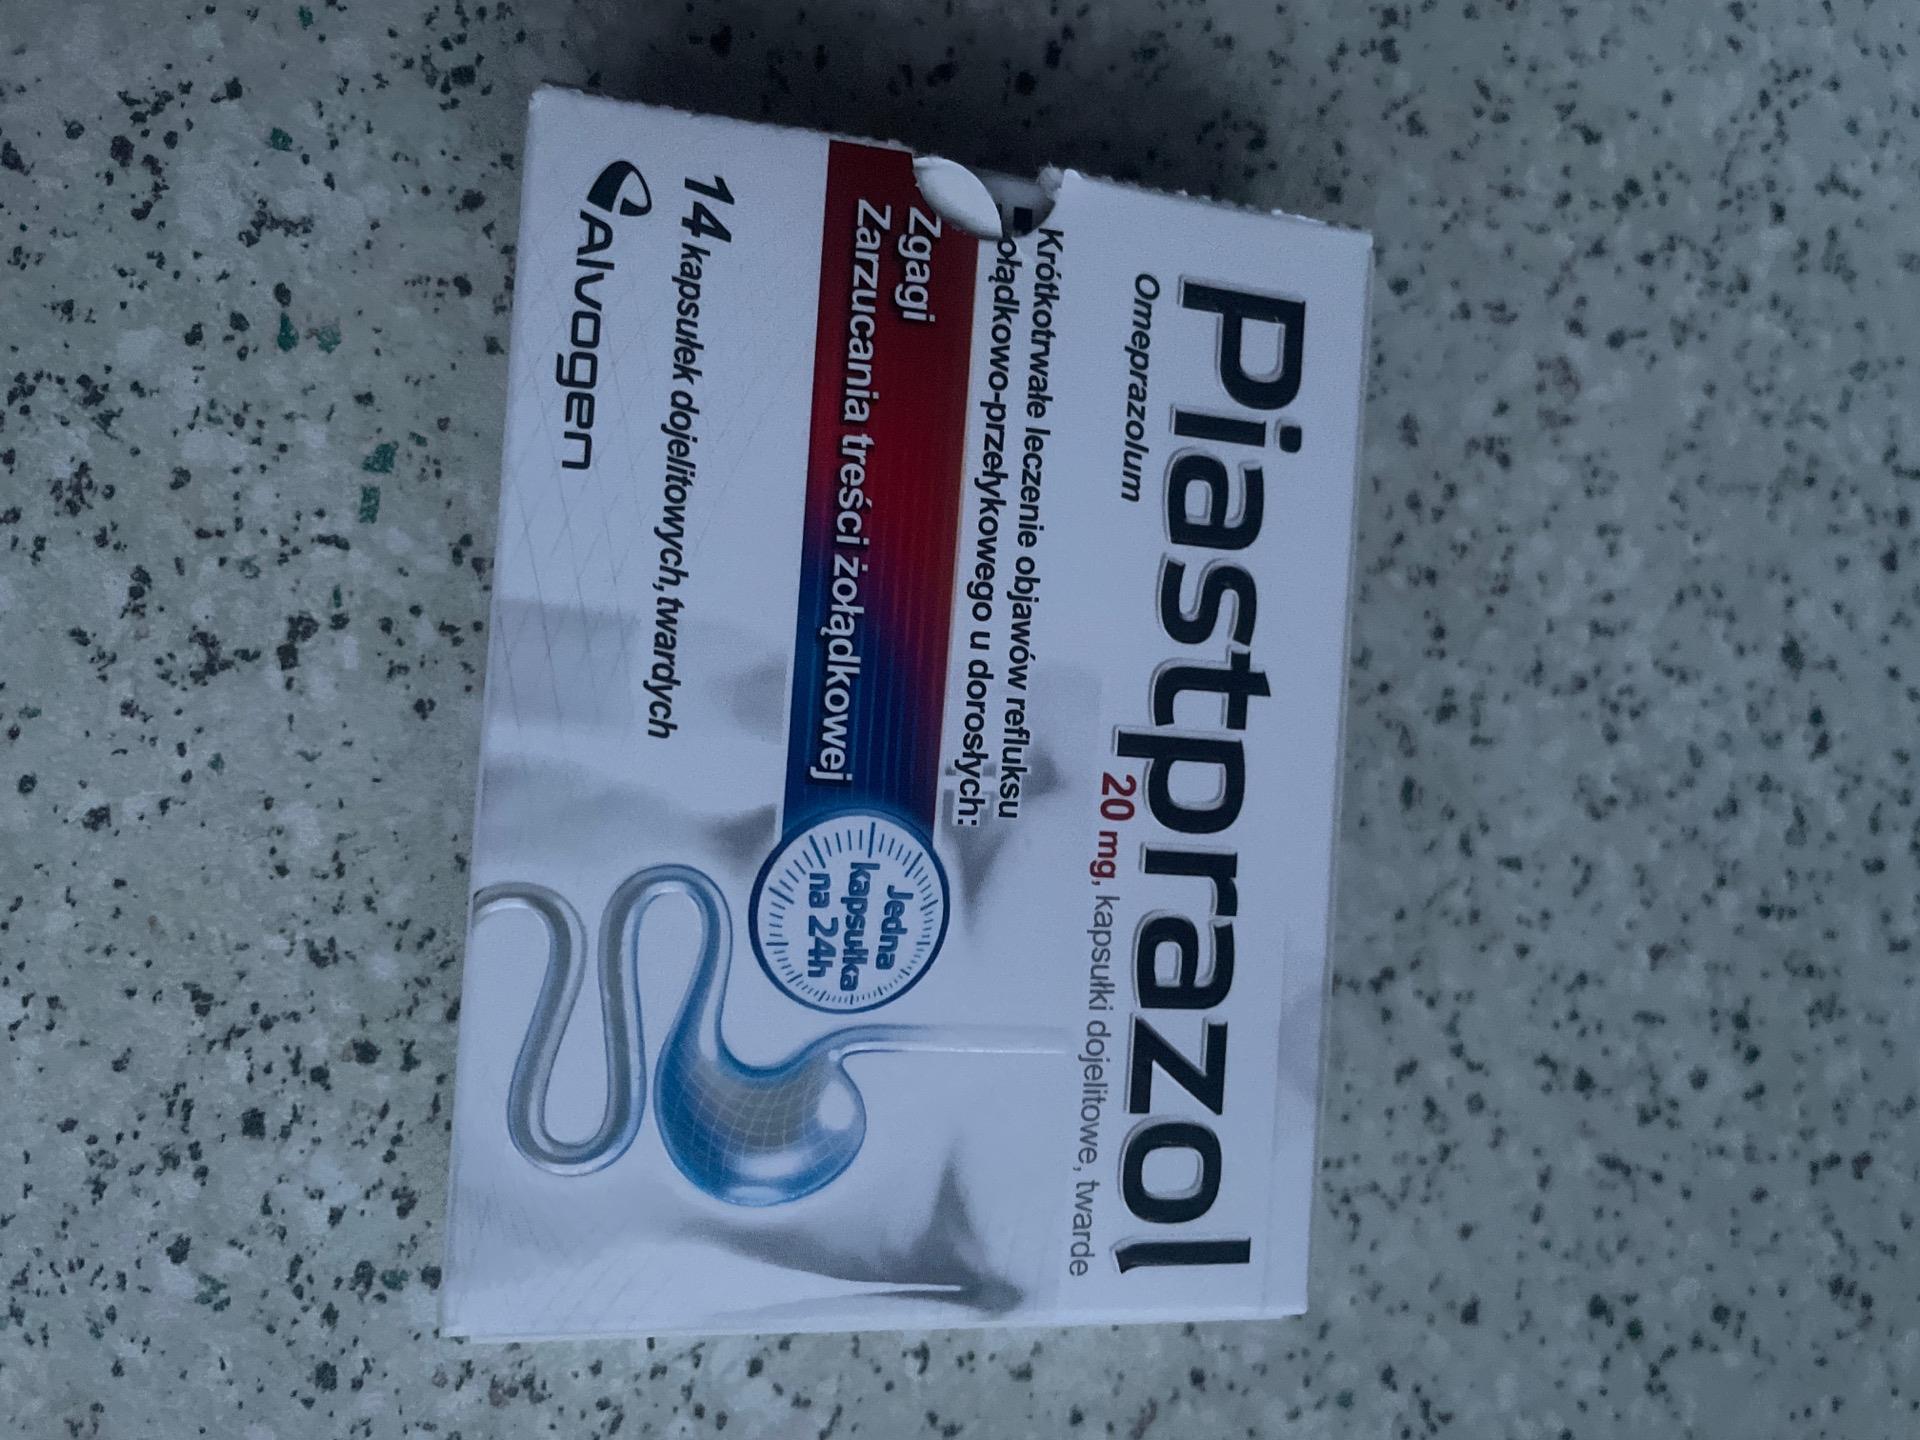 Piastprazol
Omeprazolum
20 mg, kapsułki dojelitowe, twarde
Krótkotrwałe leczenie objawów refluksu
ołądkowo-przełykowego u dorosłych:
Zgagi
Zarzucania treści żołądkowej
Jedna
kapsułka
na 24h
14 kapsułek dojelitowych, twardych
Alvogen